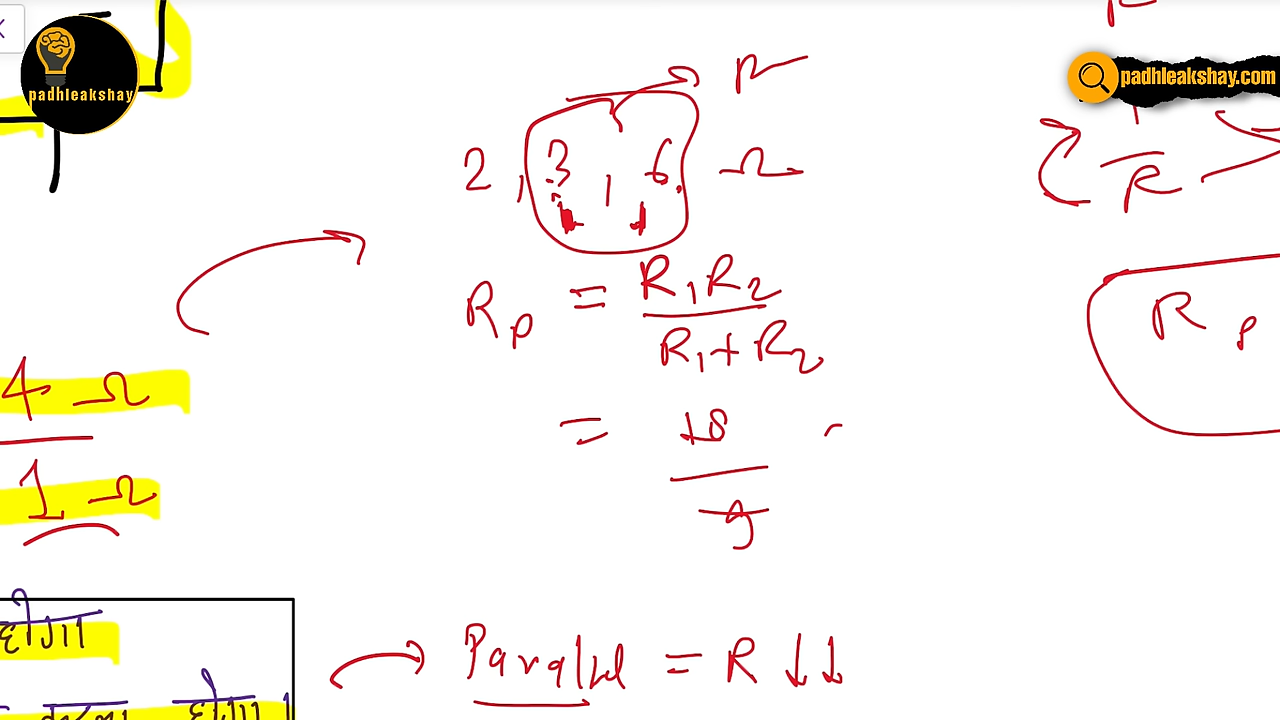 padhleakshay
padhleakshay.com
R
2 , 3 , 6 Ω
R
Rp = R1R2
R1 + R2
Rp
4 Ω
= 18
9
1 Ω
होगा
Parallel = R ↓↓
होगा।